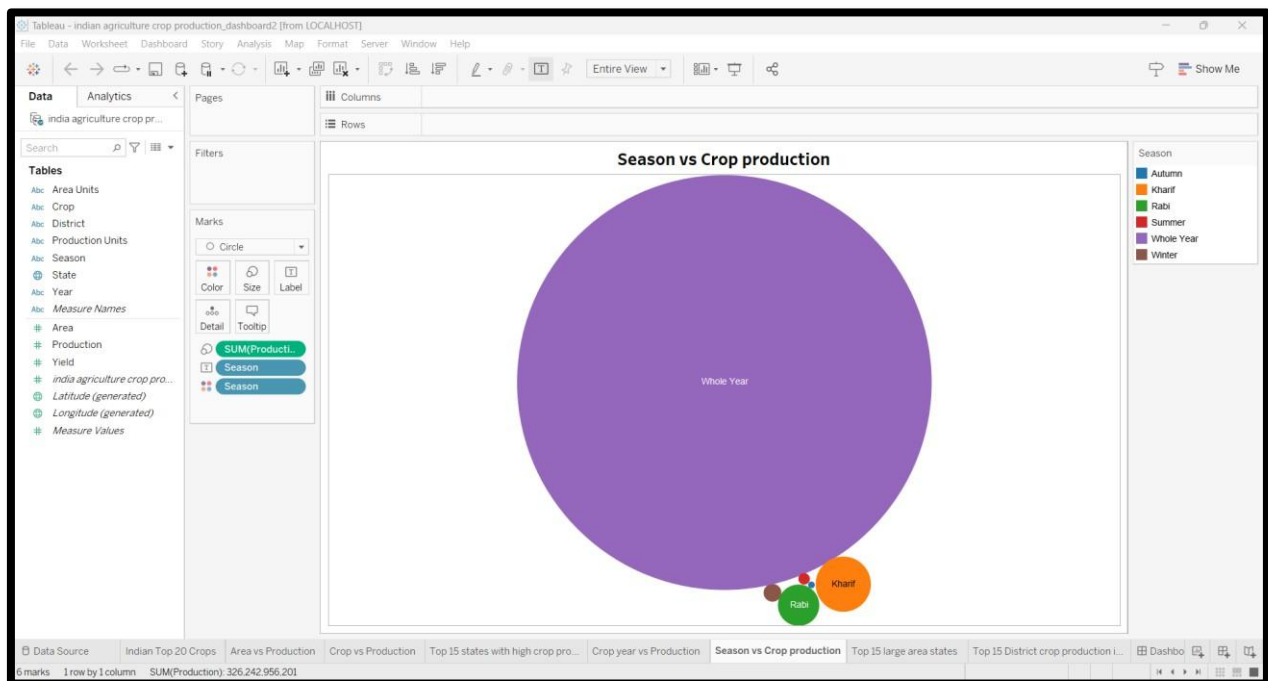 Tableau - indian agriculture crop production_dashboard2 [from LOCALHOST]
File Data Worksheet Dashboard Story Analysis Map Format Server Window Help
Entire View
Show Me
Data Analytics
india agriculture crop pr...
Search
Tables
Abc Area Units
Abc Crop
Abc District
Abc Production Units
Abc Season
State
Abc Year
Abc Measure Names
# Area
# Production
# Yield
# india agriculture crop pro...
Latitude (generated)
Longitude (generated)
# Measure Values
Pages
Filters
Marks
Circle
Color Size Label
Detail Tooltip
SUM(Producti..
T Season
Season
Columns
Rows
Season vs Crop production
Whole Year
Kharif
Rabi
Season
Autumn
Kharif
Rabi
Summer
Whole Year
Winter
Data Source Indian Top 20 Crops Area vs Production Crop vs Production Top 15 states with high crop pro... Crop year vs Production Season vs Crop production Top 15 large area states Top 15 District crop production i... Dashbo
6 marks 1 row by 1 column SUM(Production): 326,242,956,201